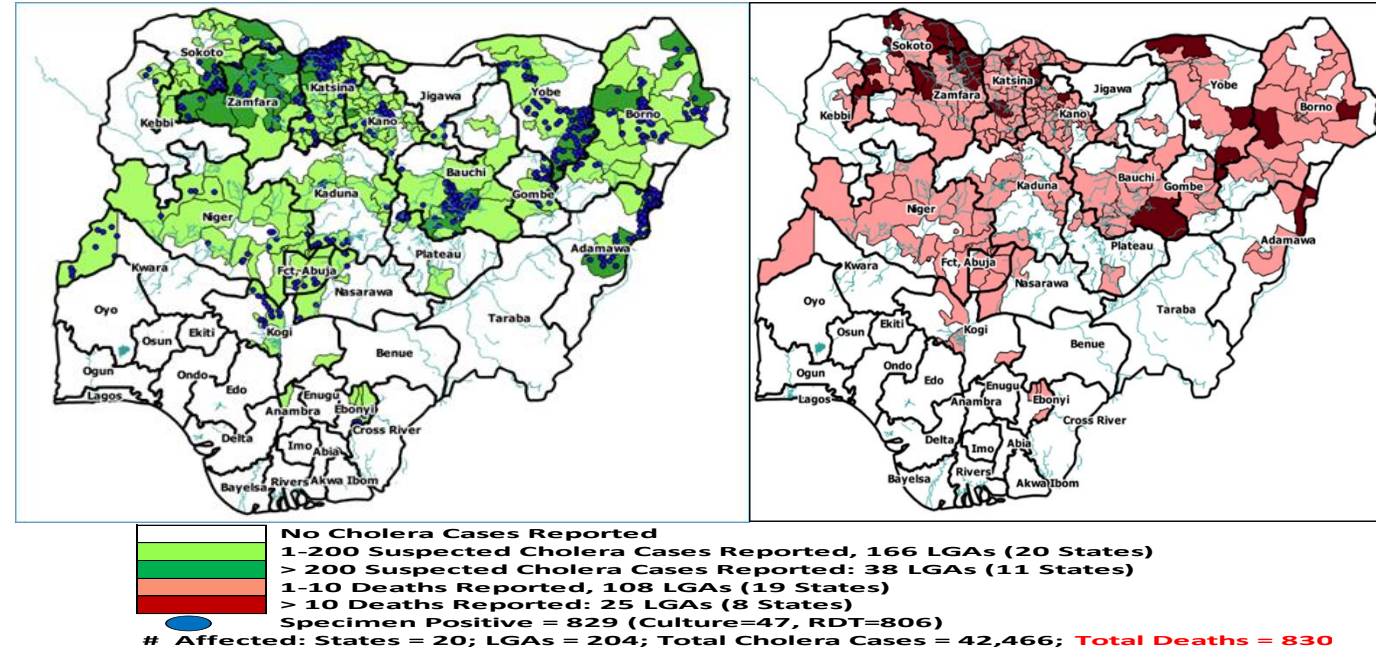 Sokoto
Katsina
Zamfara
Jigawa
Yobe
Kebbi
Kano
Borno
Bauchi
Kaduna
Gombe
Niger
Adamawa
Plateau
Kwara
Fct, Abuja
Nasarawa
Oyo
Taraba
Ekiti
Kogi
Osun
Benue
Ogun
Ondo
Edo
Lagos
Enugu
Anambra
Ebonyi
Cross River
Delta
Imo
Abia
Bayelsa
Rivers
Akwa Ibom
Sokoto
Katsina
Zamfara
Jigawa
Yobe
Kebbi
Kano
Borno
Bauchi
Kaduna
Gombe
Niger
Adamawa
Plateau
Kwara
Fct, Abuja
Nasarawa
Oyo
Taraba
Ekiti
Kogi
Osun
Benue
Ogun
Ondo
Edo
Lagos
Enugu
Anambra
Ebonyi
Cross River
Delta
Imo
Abia
Bayelsa
Rivers
Akwa Ibom
No Cholera Cases Reported
1-200 Suspected Cholera Cases Reported, 166 LGAs (20 States)
> 200 Suspected Cholera Cases Reported: 38 LGAs (11 States)
1-10 Deaths Reported, 108 LGAs (19 States)
> 10 Deaths Reported: 25 LGAs (8 States)
Specimen Positive = 829 (Culture=47, RDT=806)
# Affected: States = 20; LGAs = 204; Total Cholera Cases = 42,466; Total Deaths = 830